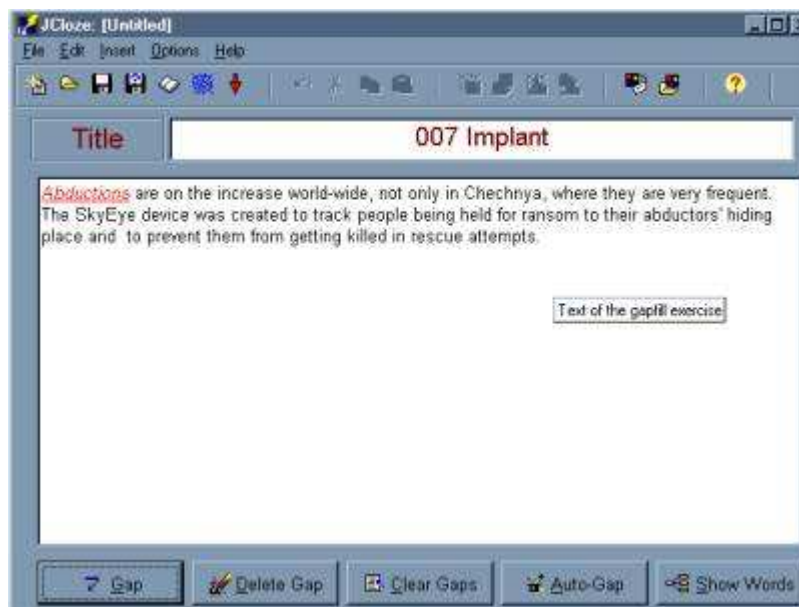 JCloze: [Untitled]
File Edit Insert Options Help
Title
007 Implant
Abductions are on the increase world-wide, not only in Chechnya, where they are very frequent.
The SkyEye device was created to track people being held for ransom to their abductors' hiding
place and to prevent them from getting killed in rescue attempts.
Text of the gapfill exercise
Gap Delete Gap Clear Gaps Auto-Gap Show Words